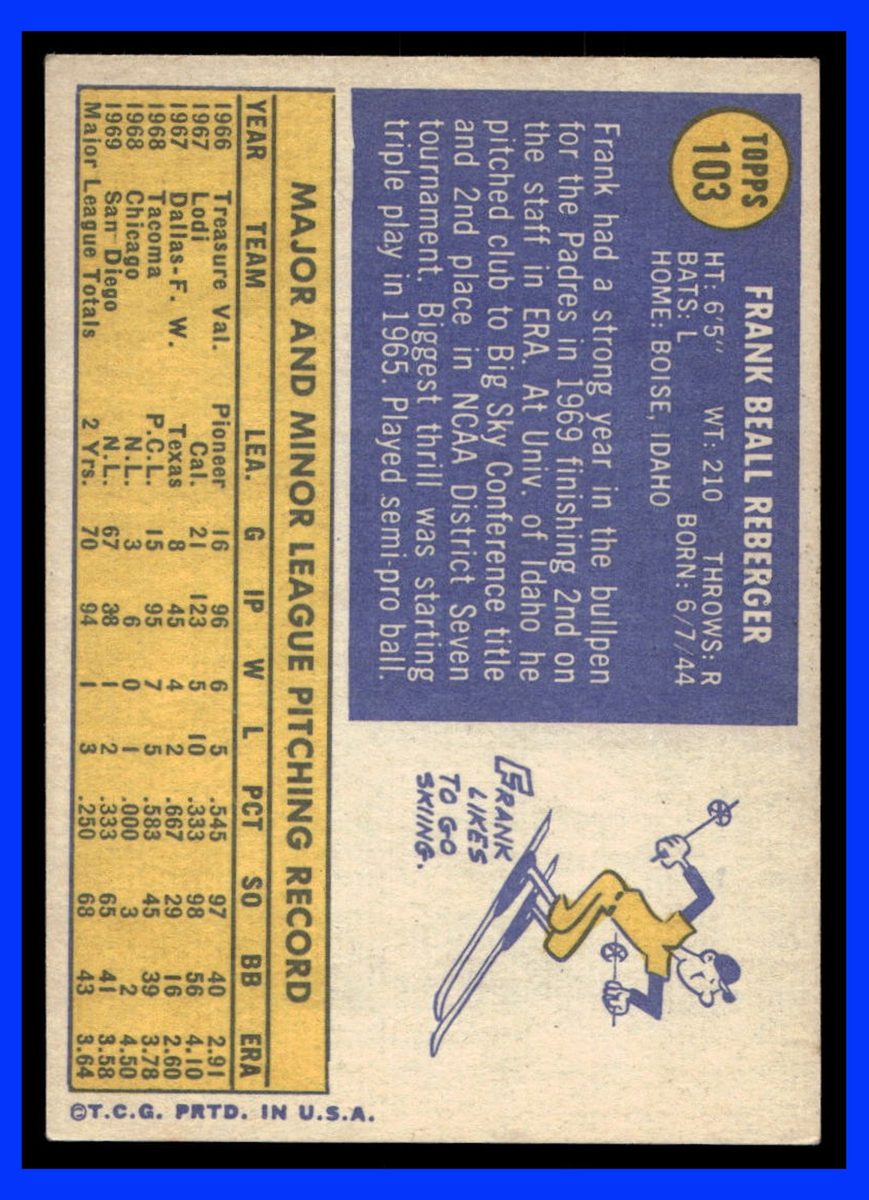 TOPPS
103
FRANK BEALL REBERGER
HT: 6'5" WT: 210 THROWS: R
BATS: L BORN: 6/7/44
HOME: BOISE, IDAHO
Frank had a strong year in the bullpen
for the Padres in 1969 finishing 2nd on
the staff in ERA. At Univ. of Idaho he
pitched club to Big Sky Conference title
and 2nd place in NCAA District Seven
tournament. Biggest thrill was starting
triple play in 1965. Played semi-pro ball.
FRANK
LIKES
TO GO
SKIING.
MAJOR AND MINOR LEAGUE PITCHING RECORD
YEAR TEAM LEA. G IP W L PCT SO BB ERA
1966 Treasure Val. Pioneer 16 96 6 5 .545 97 40 2.91
1967 Lodi Cal. 21 123 5 10 .333 98 56 4.10
1967 Dallas-F. W. Texas 8 45 4 2 .667 29 16 2.60
1968 Tacoma P.C.L. 15 95 7 5 .583 45 39 3.78
1968 Chicago N.L. 3 6 0 1 .000 3 2 4.50
1969 San Diego N.L. 67 38 1 2 .333 65 41 3.58
Major League Totals 2 Yrs. 70 94 1 3 .250 68 43 3.64
©T.C.G. PRTD. IN U.S.A.